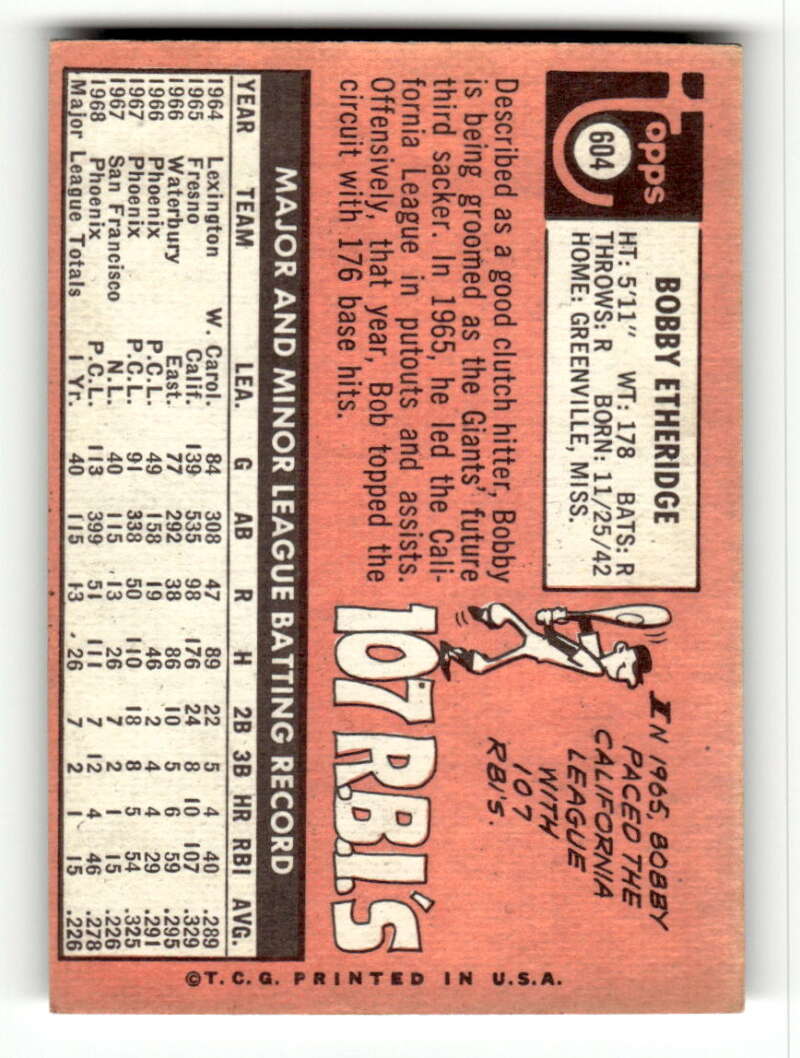 Topps
604
BOBBY ETHERIDGE
HT: 5'11" WT: 178 BATS: R
THROWS: R BORN: 11/25/42
HOME: GREENVILLE, MISS.
Described as a good clutch hitter, Bobby
is being groomed as the Giants' future
third sacker. In 1965, he led the Cali-
fornia League in putouts and assists.
Offensively, that year, Bob topped the
circuit with 176 base hits.
IN 1965, BOBBY
PACED THE
CALIFORNIA
LEAGUE
WITH
107
RBI'S.
107 R.B.I.'S
MAJOR AND MINOR LEAGUE BATTING RECORD
YEAR TEAM LEA. G AB R H 2B 3B HR RBI AVG.
1964 Lexington W. Carol. 84 308 47 89 22 5 4 40 .289
1965 Fresno Calif. 139 535 98 176 24 8 10 107 .329
1966 Waterbury East. 77 292 38 86 10 5 6 59 .295
1966 Phoenix P.C.L. 49 158 19 46 2 4 4 29 .291
1967 Phoenix P.C.L. 91 338 50 110 18 8 5 54 .325
1967 San Francisco N.L. 40 115 13 26 7 2 1 15 .226
1968 Phoenix P.C.L. 113 399 51 111 7 12 4 46 .278
Major League Totals 1 Yr. 40 115 13 26 7 2 1 15 .226
©T.C.G. PRINTED IN U.S.A.